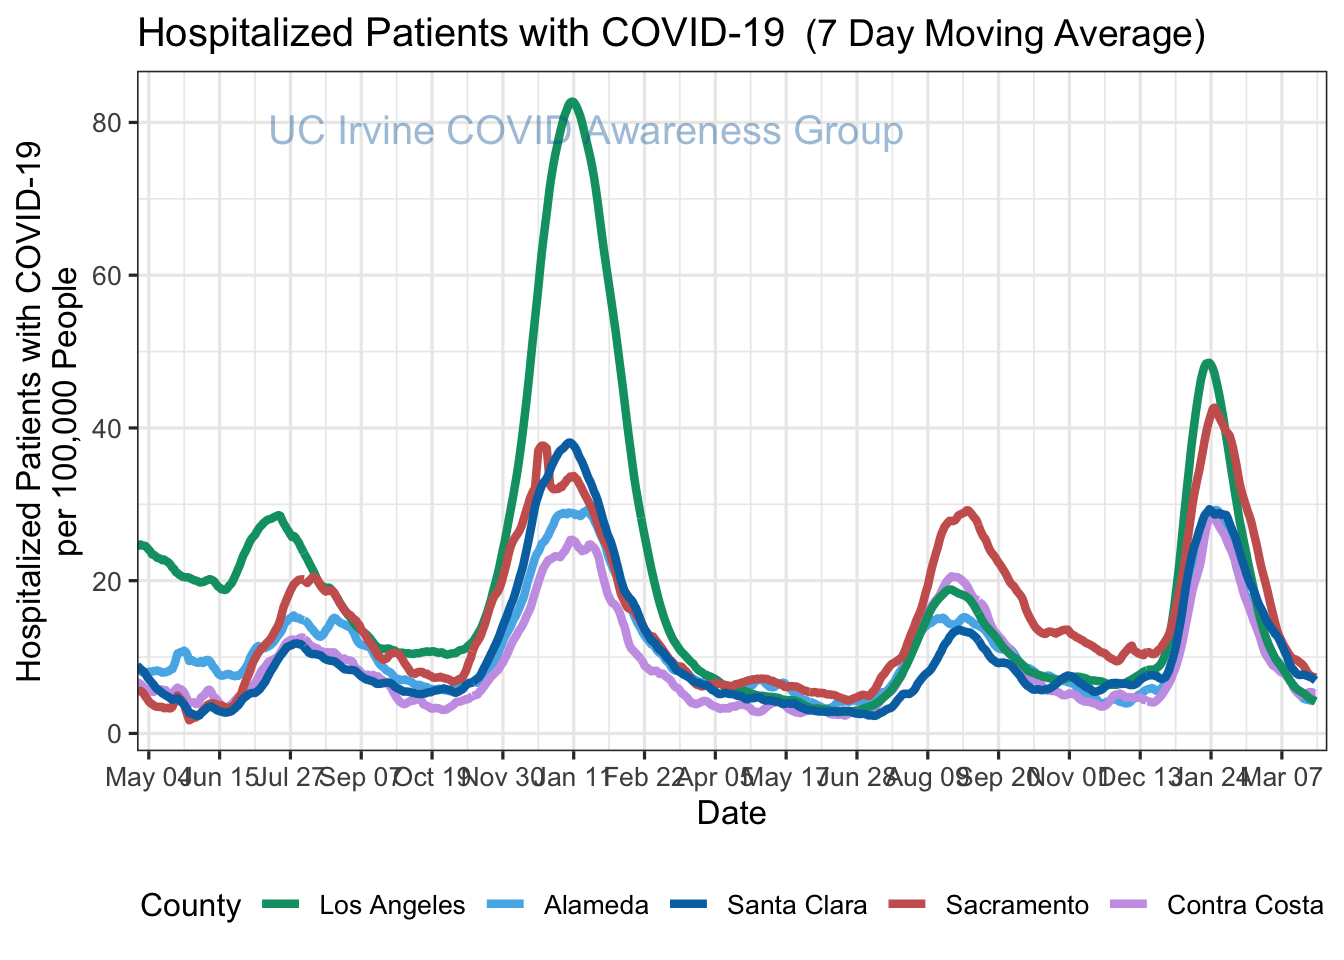 Hospitalized Patients with COVID-19  (7 Day Moving Average)
UC Irvine COVID Awareness Group
Hospitalized Patients with COVID-19
per 100,000 People
80
60
40
20
0
May 04 Jun 15 Jul 27 Sep 07 Oct 19 Nov 30 Jan 11 Feb 22 Apr 05 May 17 Jun 28 Aug 09 Sep 20 Nov 01 Dec 13 Jan 24 Mar 07
Date
County Los Angeles Alameda Santa Clara Sacramento Contra Costa